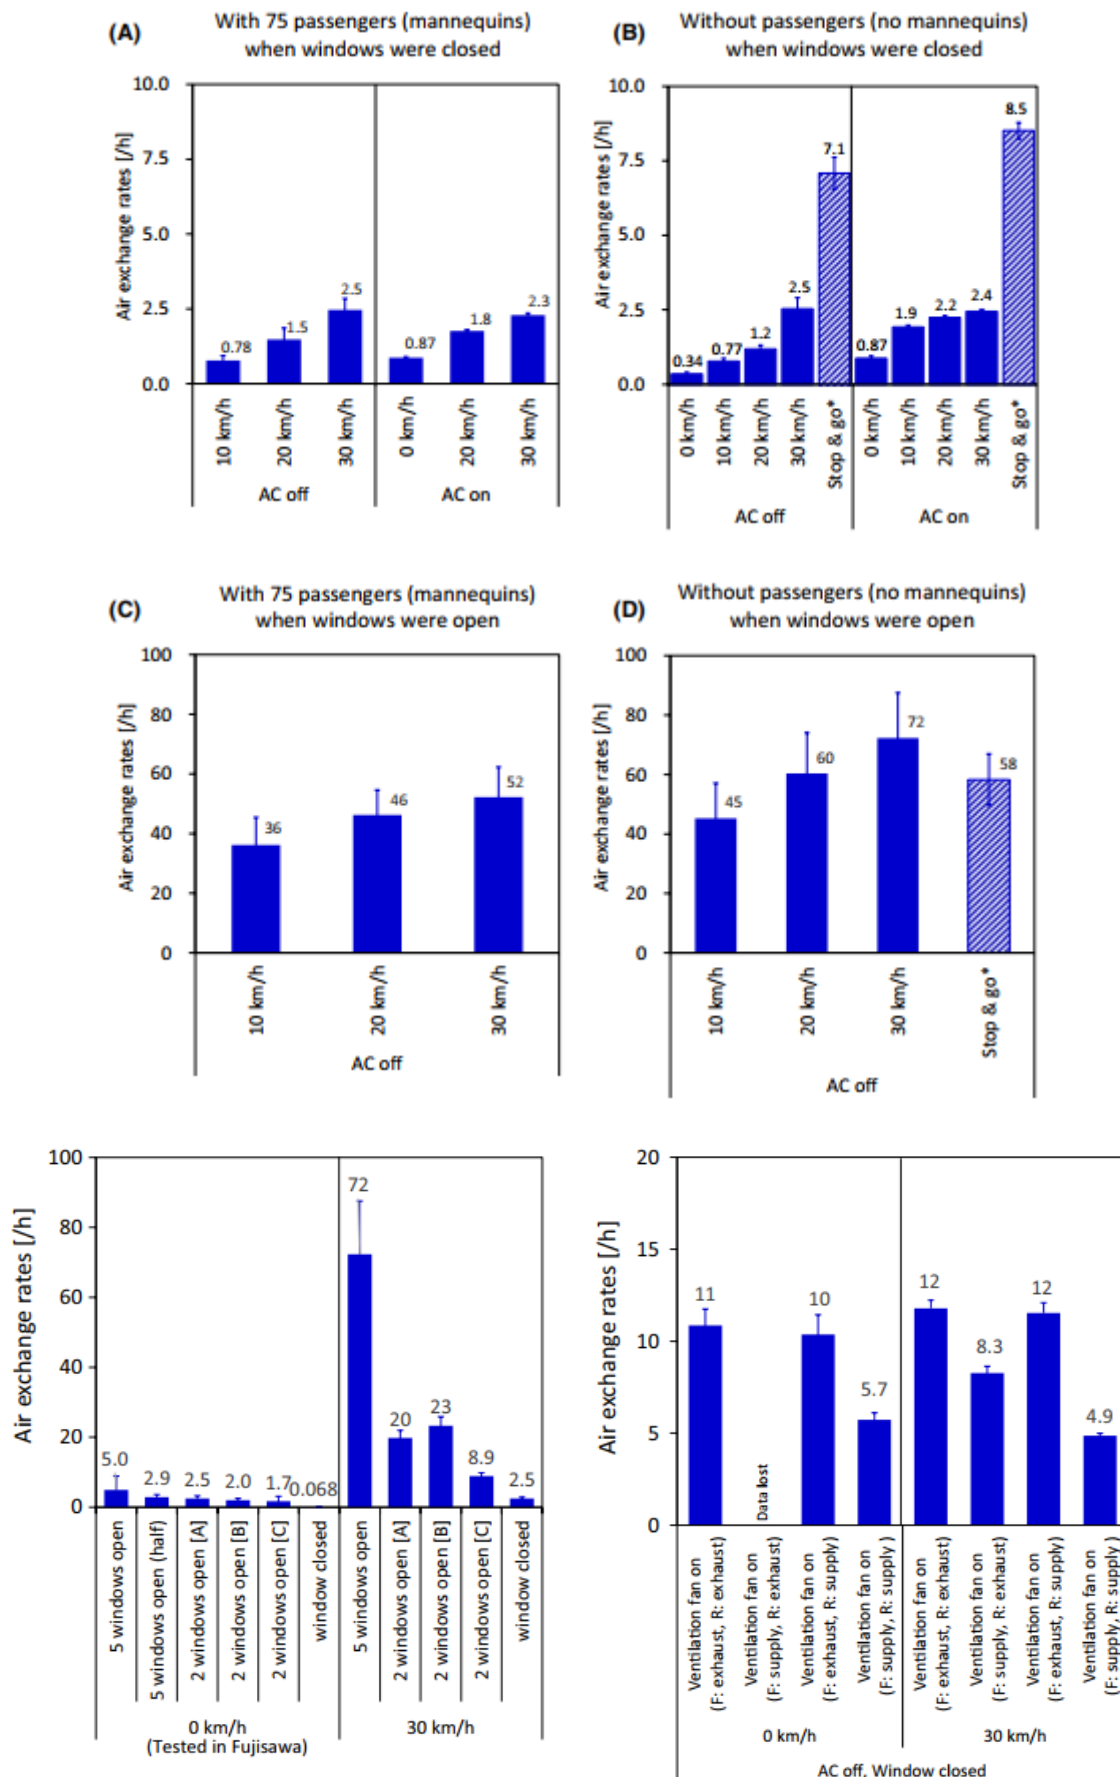 (A)
With 75 passengers (mannequins)
when windows were closed
Air exchange rates [/h]
10.0
7.5
5.0
2.5
0.0
0.78
1.5
2.5
0.87
1.8
2.3
10 km/h
20 km/h
30 km/h
0 km/h
20 km/h
30 km/h
AC off
AC on
(B)
Without passengers (no mannequins)
when windows were closed
Air exchange rates [/h]
10.0
7.5
5.0
2.5
0.0
0.34
0.77
1.2
2.5
7.1
0.87
1.9
2.2
2.4
8.5
0 km/h
10 km/h
20 km/h
30 km/h
Stop & go*
0 km/h
10 km/h
20 km/h
30 km/h
Stop & go*
AC off
AC on
(C)
With 75 passengers (mannequins)
when windows were open
Air exchange rates [/h]
100
80
60
40
20
0
36
46
52
10 km/h
20 km/h
30 km/h
AC off
(D)
Without passengers (no mannequins)
when windows were open
Air exchange rates [/h]
100
80
60
40
20
0
45
60
72
58
10 km/h
20 km/h
30 km/h
Stop & go*
AC off
Air exchange rates [/h]
100
80
60
40
20
0
5.0
2.9
2.5
2.0
1.7
0.068
72
20
23
8.9
2.5
5 windows open
5 windows open (half)
2 windows open [A]
2 windows open [B]
2 windows open [C]
window closed
5 windows open
2 windows open [A]
2 windows open [B]
2 windows open [C]
window closed
0 km/h
(Tested in Fujisawa)
30 km/h
Air exchange rates [/h]
20
15
10
5
0
11
Data lost
10
5.7
12
8.3
12
4.9
Ventilation fan on
(F: exhaust, R: exhaust)
Ventilation fan on
(F: supply, R: exhaust)
Ventilation fan on
(F: exhaust, R: supply)
Ventilation fan on
(F: supply, R: supply )
Ventilation fan on
(F: exhaust, R: exhaust)
Ventilation fan on
(F: supply, R: exhaust)
Ventilation fan on
(F: exhaust, R: supply)
Ventilation fan on
(F: supply, R: supply)
0 km/h
30 km/h
AC off, Window closed